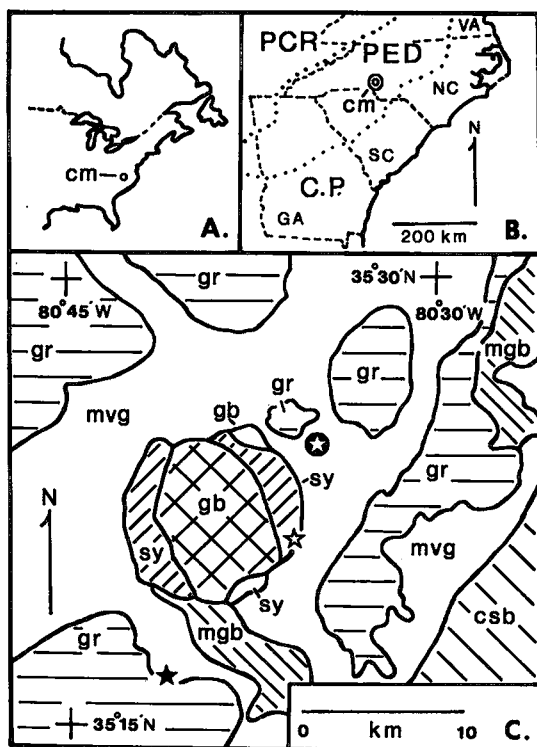 cm
A.
PCR
PED
VA
cm
NC
N
SC
C.P.
GA
200 km
B.
gr
35°30'N
80°45'W
80°30'W
gr
mgb
gr
mvg
gr
gb
gr
N
gb
sy
sy
mvg
sy
csb
mgb
gr
35°15'N
0 km 10
C.